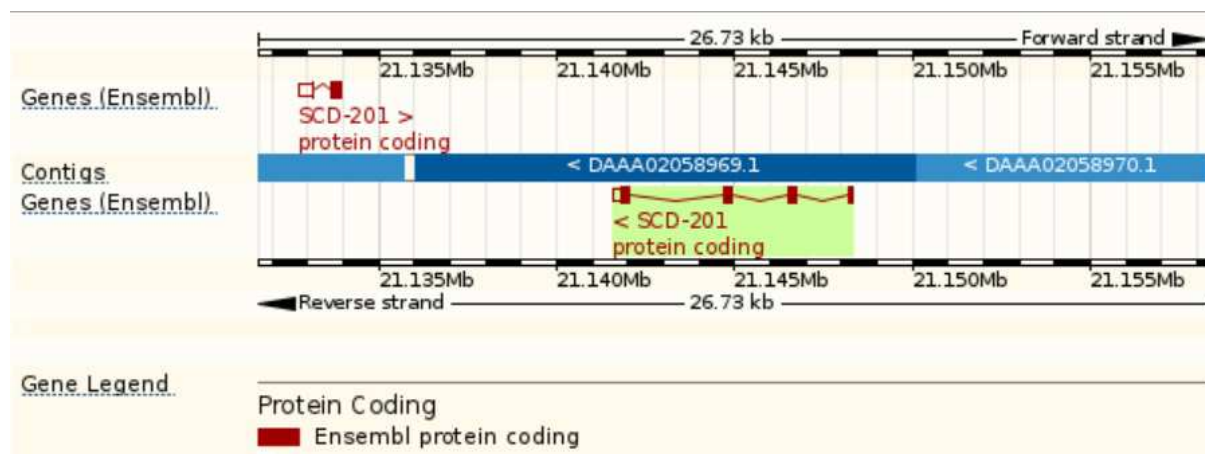 26.73 kb Forward strand
21.135Mb 21.140Mb 21.145Mb 21.150Mb 21.155Mb
Genes (Ensembl)
SCD-201 >
protein coding
Contigs < DAAA02058969.1 < DAAA02058970.1
Genes (Ensembl)
< SCD-201
protein coding
21.135Mb 21.140Mb 21.145Mb 21.150Mb 21.155Mb
Reverse strand 26.73 kb
Gene Legend
Protein Coding
Ensembl protein coding